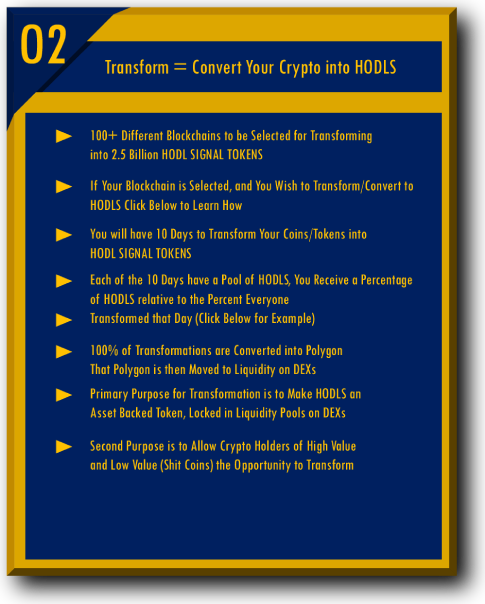 02
Transform = Convert Your Crypto into HODLS
100+ Different Blockchains to be Selected for Transforming
into 2.5 Billion HODL SIGNAL TOKENS
If Your Blockchain is Selected, and You Wish to Transform/Convert to
HODLS Click Below to Learn How
You will have 10 Days to Transform Your Coins/Tokens into
HODL SIGNAL TOKENS
Each of the 10 Days have a Pool of HODLS, You Receive a Percentage
of HODLS relative to the Percent Everyone
Transformed that Day (Click Below for Example)
100% of Transformations are Converted into Polygon
That Polygon is then Moved to Liquidity on DEXs
Primary Purpose for Transformation is to Make HODLS an
Asset Backed Token, Locked in Liquidity Pools on DEXs
Second Purpose is to Allow Crypto Holders of High Value
and Low Value (Shit Coins) the Opportunity to Transform